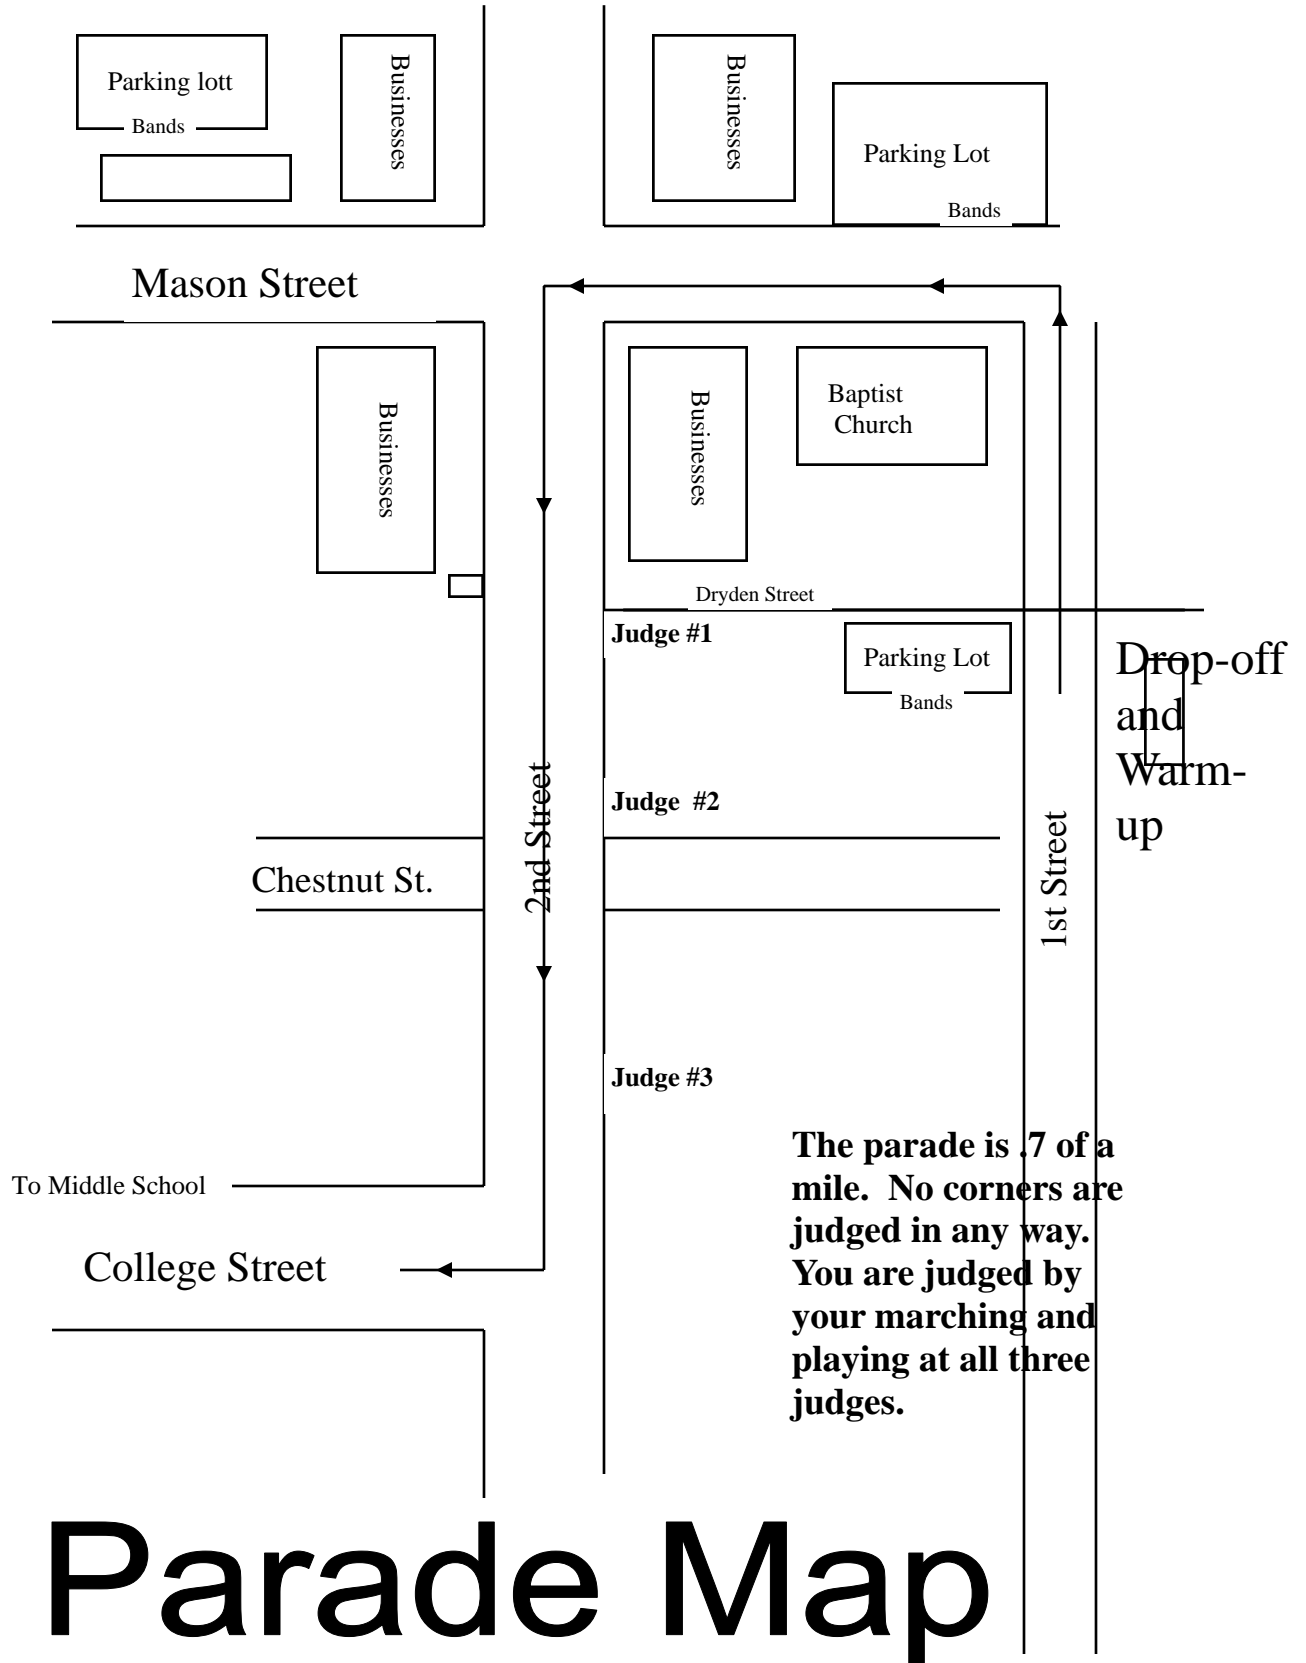 Parking lott
Bands
Businesses
Businesses
Parking Lot
Bands
Mason Street
Businesses
Businesses
Baptist
Church
Dryden Street
Judge #1
Parking Lot
Bands
Drop-off
and
Warm-
up
Judge  #2
2nd Street
1st Street
Chestnut St.
Judge #3
The parade is .7 of a
mile.  No corners are
judged in any way.
You are judged by
your marching and
playing at all three
judges.
To Middle School
College Street
Parade Map